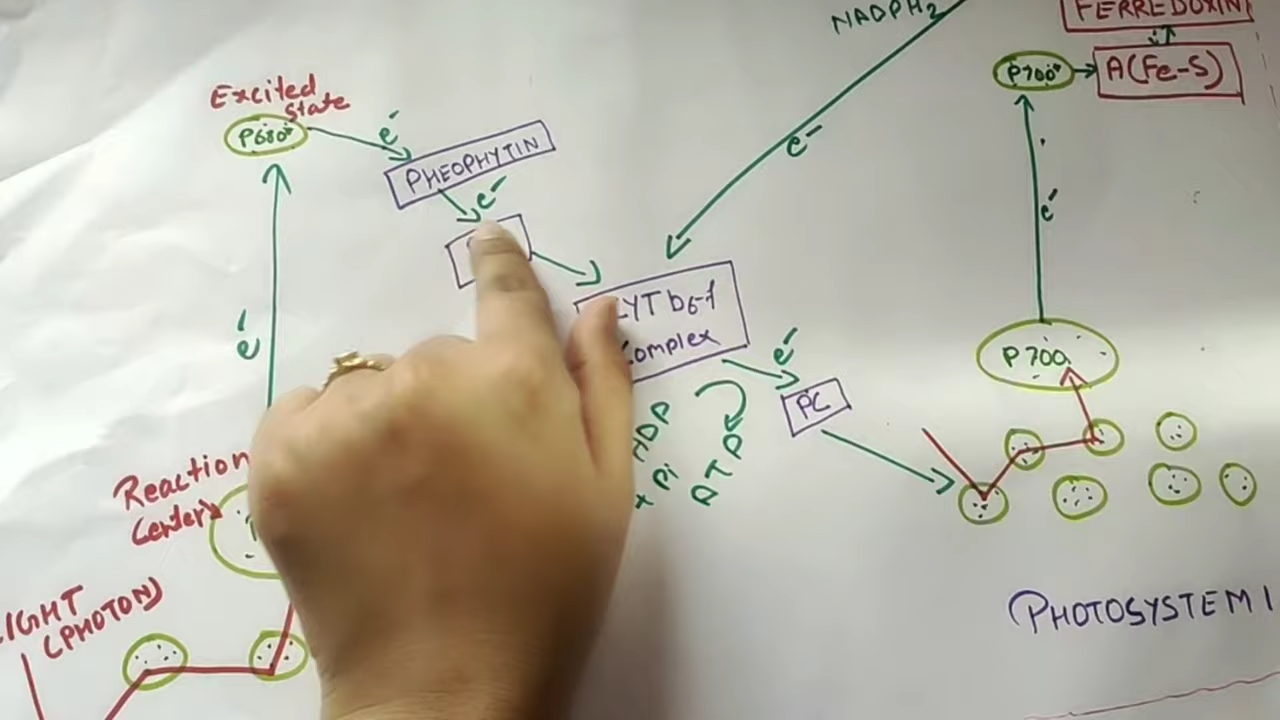 NADPH2
FERREDOXIN
P700*
A(Fe-S)
Excited
state
P680*
e-
PHEOPHYTIN
e-
e-
e-
e-
CYT b6-f
Complex
e-
PC
P 700
ADP
+ Pi
ATP
Reaction
Center
LIGHT
(PHOTON)
PHOTOSYSTEM I